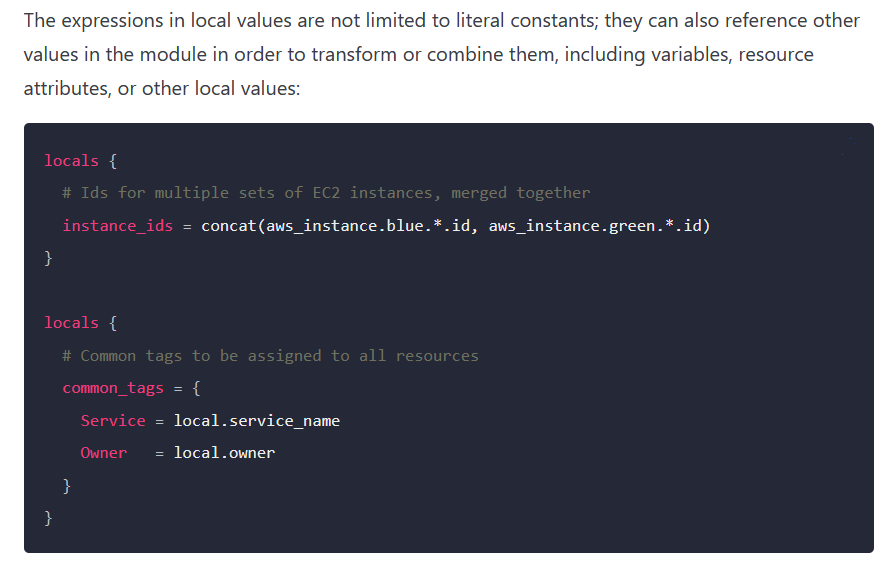 The expressions in local values are not limited to literal constants; they can also reference other
values in the module in order to transform or combine them, including variables, resource
attributes, or other local values:
locals {
  # Ids for multiple sets of EC2 instances, merged together
  instance_ids = concat(aws_instance.blue.*.id, aws_instance.green.*.id)
}
locals {
  # Common tags to be assigned to all resources
  common_tags = {
    Service = local.service_name
    Owner   = local.owner
  }
}